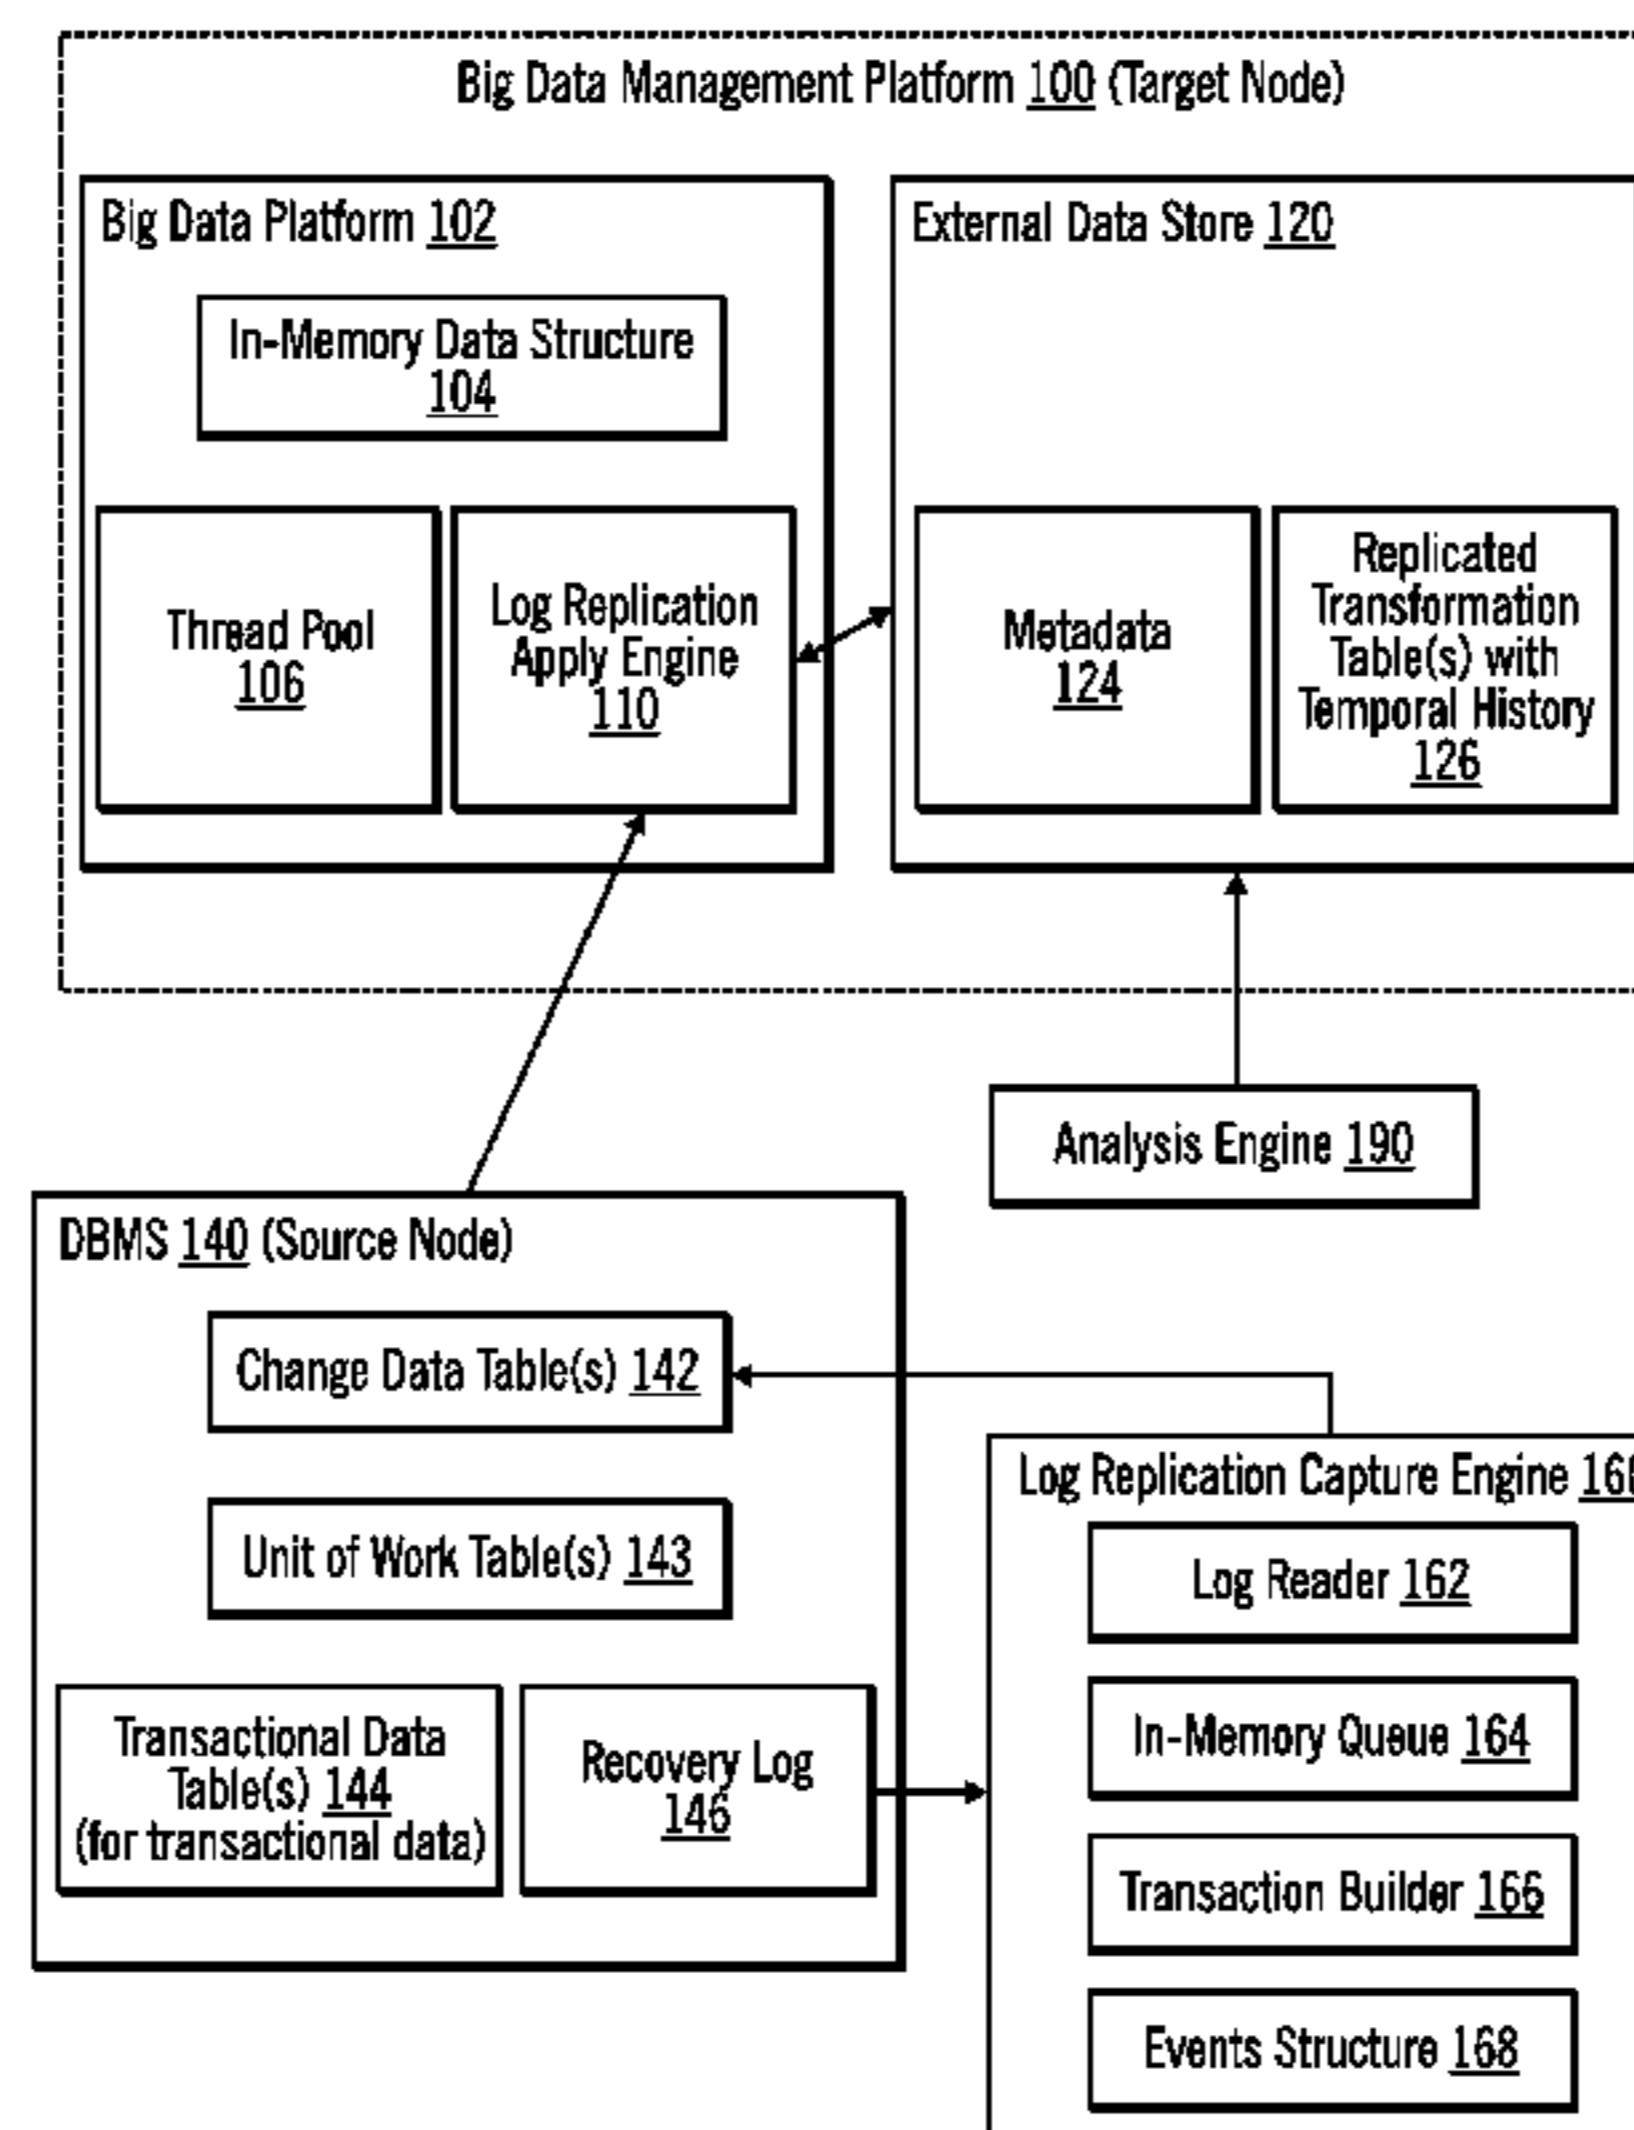 Big Data Management Platform 100 (Target Node)
Big Data Platform 102
In-Memory Data Structure
104
Thread Pool
106
Log Replication
Apply Engine
110
External Data Store 120
Metadata
124
Replicated
Transformation
Table(s) with
Temporal History
126
Analysis Engine 190
DBMS 140 (Source Node)
Change Data Table(s) 142
Unit of Work Table(s) 143
Transactional Data
Table(s) 144
(for transactional data)
Recovery Log
146
Log Replication Capture Engine
Log Reader 162
In-Memory Queue 164
Transaction Builder 166
Events Structure 168